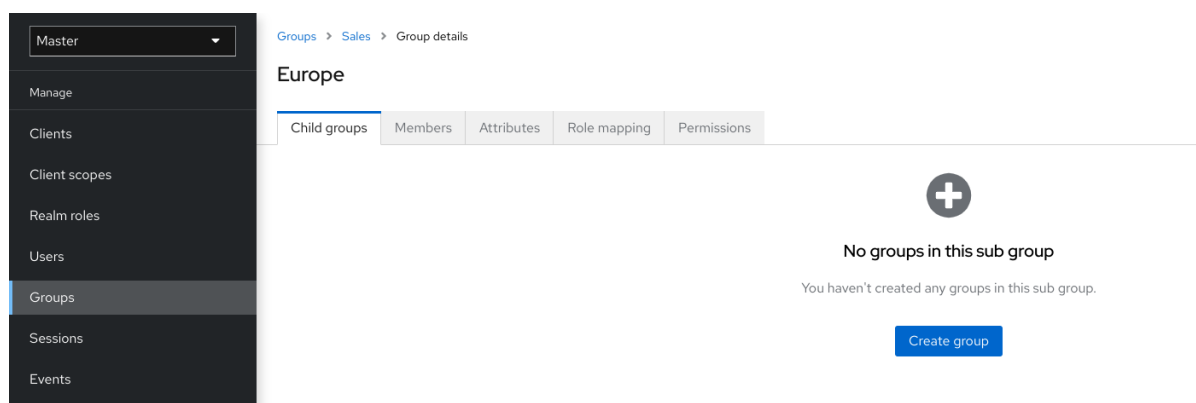 Master
Manage
Clients
Client scopes
Realm roles
Users
Groups
Sessions
Events
Groups > Sales > Group details
Europe
Child groups Members Attributes Role mapping Permissions
No groups in this sub group
You haven't created any groups in this sub group.
Create group